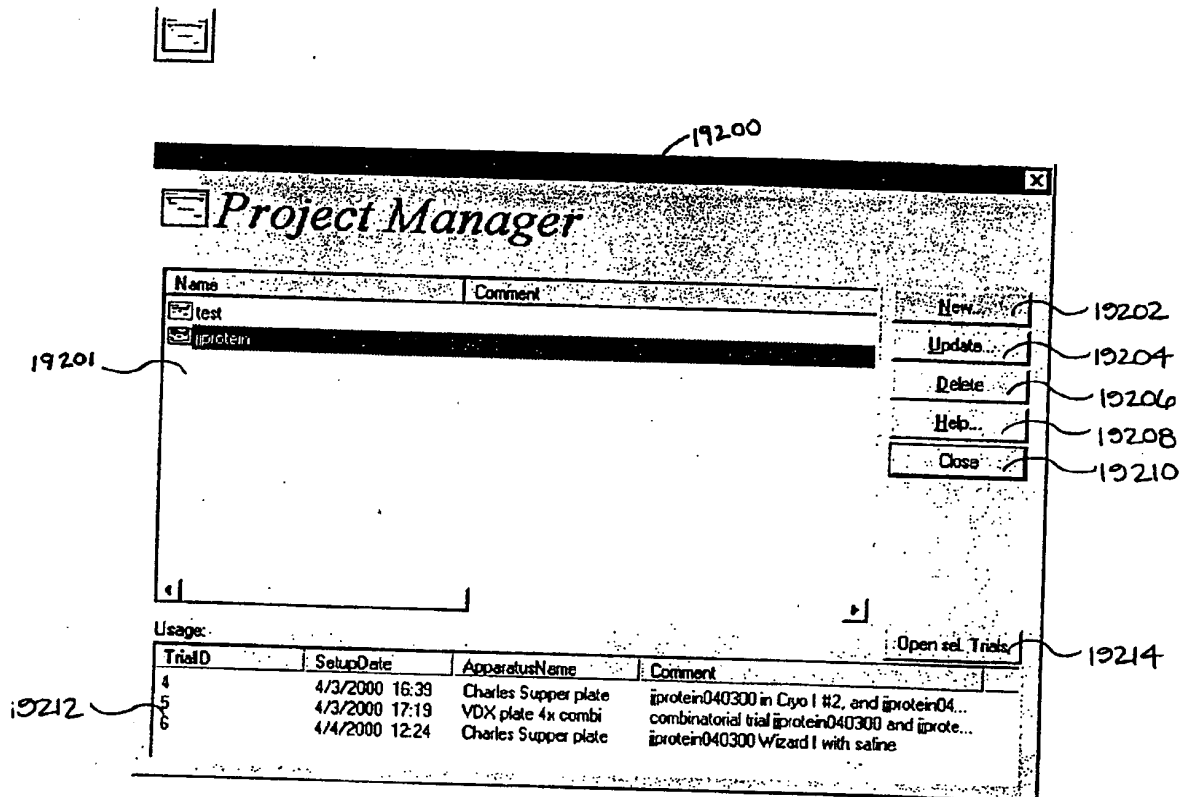 19200
Project Manager
Name Comment
test
jjprotein
19201
New... 19202
Update... 19204
Delete 19206
Help... 19208
Close 19210
Usage:
Open sel. Trials 19214
TrialID SetupDate ApparatusName Comment
4 4/3/2000 16:39 Charles Supper plate jjprotein040300 in Cryo I #2, and jjprotein04...
5 4/3/2000 17:19 VDX plate 4x combi combinatorial trial jjprotein040300 and jjprote...
6 4/4/2000 12:24 Charles Supper plate jjprotein040300 Wizard I with saline
19212